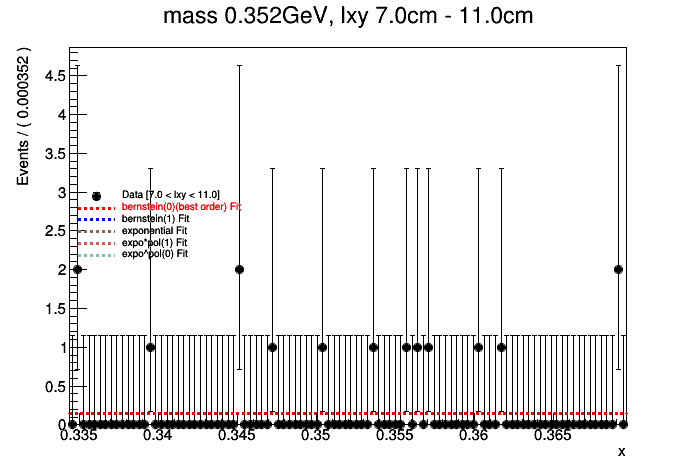 mass 0.352GeV, lxy 7.0cm - 11.0cm
Events / ( 0.000352 )
4.5
4
3.5
3
2.5
2
1.5
1
0.5
0
Data [7.0 < lxy < 11.0]
bernstein(0)(best order) Fit
bernstein(1) Fit
exponential Fit
expo*pol(1) Fit
expo^pol(0) Fit
0.335 0.34 0.345 0.35 0.355 0.36 0.365
x